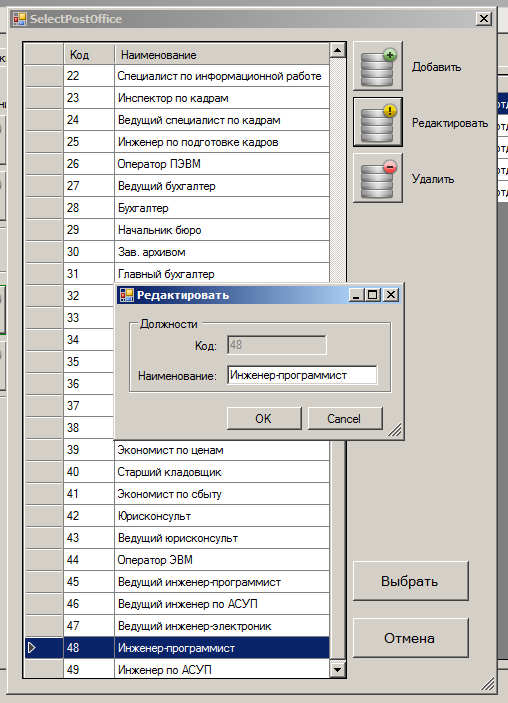 SelectPostOffice
Код Наименование
22 Специалист по информационной работе
23 Инспектор по кадрам
24 Ведущий специалист по кадрам
25 Инженер по подготовке кадров
26 Оператор ПЭВМ
27 Ведущий бухгалтер
28 Бухгалтер
29 Начальник бюро
30 Зав. архивом
31 Главный бухгалтер
32
33
34
35
36
37
38
39 Экономист по ценам
40 Старший кладовщик
41 Экономист по сбыту
42 Юрисконсульт
43 Ведущий юрисконсульт
44 Оператор ЭВМ
45 Ведущий инженер-программист
46 Ведущий инженер по АСУП
47 Ведущий инженер-электроник
48 Инженер-программист
49 Инженер по АСУП
Добавить
Редактировать
Удалить
Редактировать
Должности
Код: 48
Наименование: Инженер-программист
OK Cancel
Выбрать
Отмена